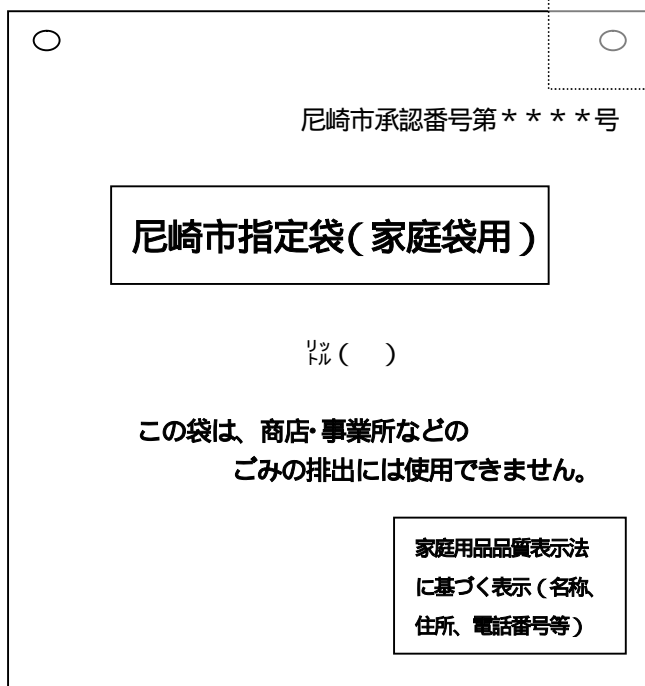 尼崎市承認番号第****号
尼崎市指定袋(家庭袋用)
リットル(　)
この袋は、商店・事業所などの
ごみの排出には使用できません。
家庭用品品質表示法
に基づく表示(名称、
住所、電話番号等)